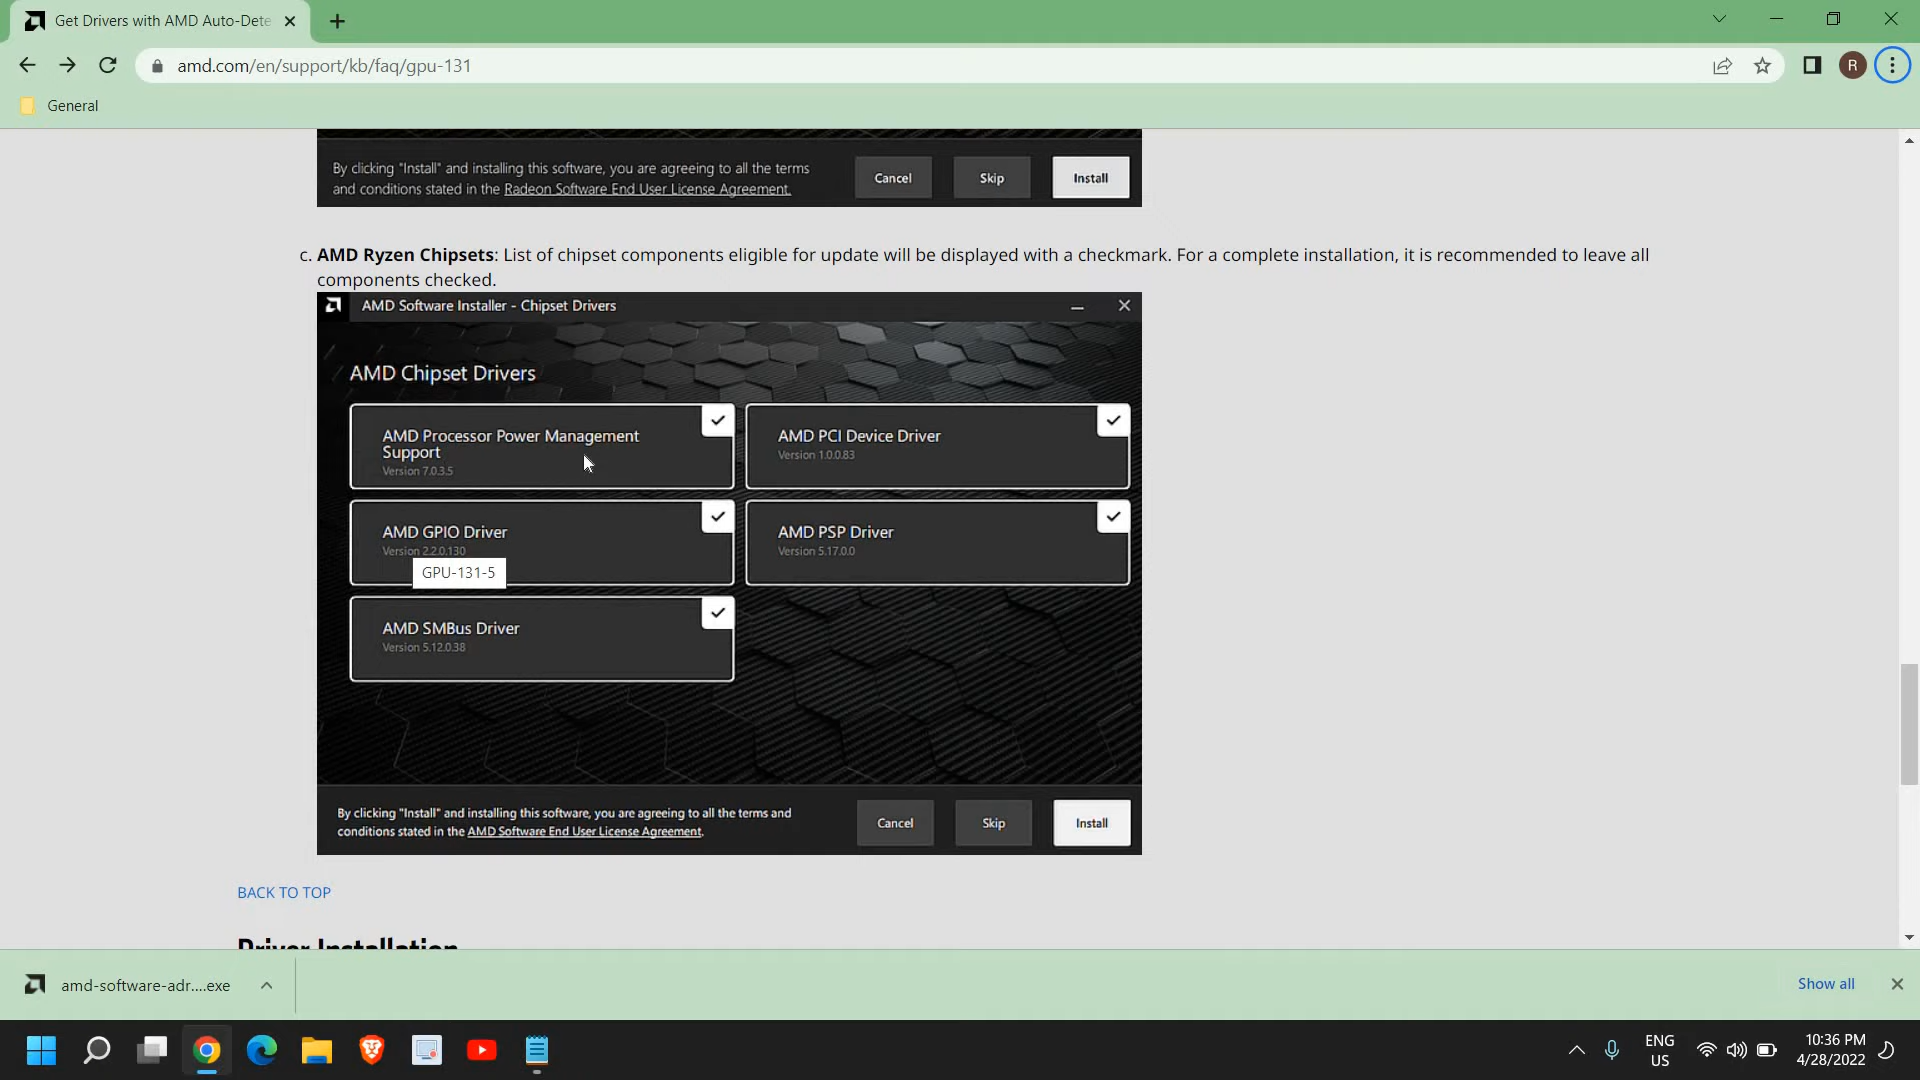 Get Drivers with AMD Auto-Dete
amd.com/en/support/kb/faq/gpu-131
R
General
By clicking "Install" and installing this software, you are agreeing to all the terms
and conditions stated in the Radeon Software End User License Agreement.
Cancel
Skip
Install
c. AMD Ryzen Chipsets: List of chipset components eligible for update will be displayed with a checkmark. For a complete installation, it is recommended to leave all
components checked.
AMD Software Installer - Chipset Drivers
AMD Chipset Drivers
AMD Processor Power Management
Support
Version 7.0.3.5
AMD PCI Device Driver
Version 1.0.0.83
AMD GPIO Driver
Version 2.2.0.130
GPU-131-5
AMD PSP Driver
Version 5.17.0.0
AMD SMBus Driver
Version 5.12.0.38
By clicking "Install" and installing this software, you are agreeing to all the terms and
conditions stated in the AMD Software End User License Agreement.
Cancel
Skip
Install
BACK TO TOP
Driver Installation
amd-software-adr....exe
Show all
ENG
US
10:36 PM
4/28/2022